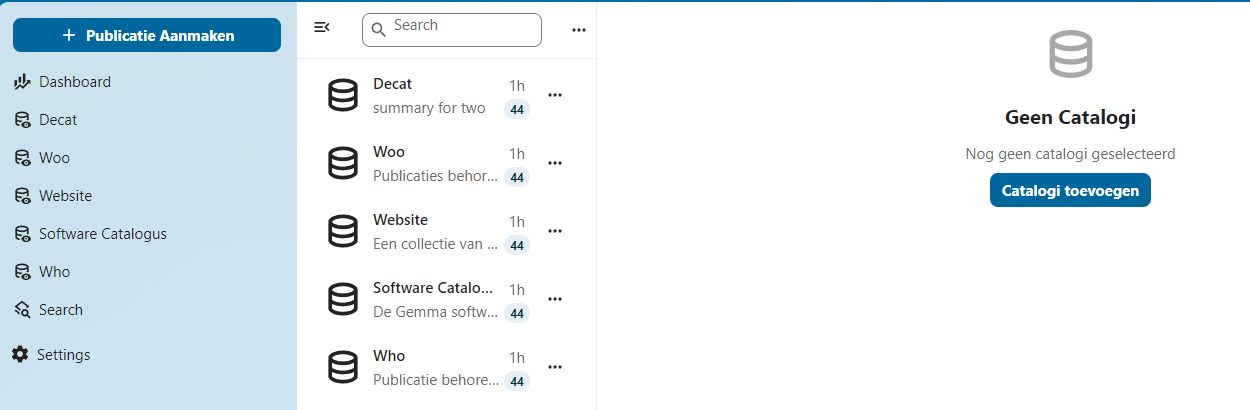 Publicatie Aanmaken
Dashboard
Decat
Woo
Website
Software Catalogus
Who
Search
Settings
Search
Decat 1h
summary for two 44
Woo 1h
Publicaties behor... 44
Website 1h
Een collectie van ... 44
Software Catalo... 1h
De Gemma softw... 44
Who 1h
Publicatie behore... 44
Geen Catalogi
Nog geen catalogi geselecteerd
Catalogi toevoegen